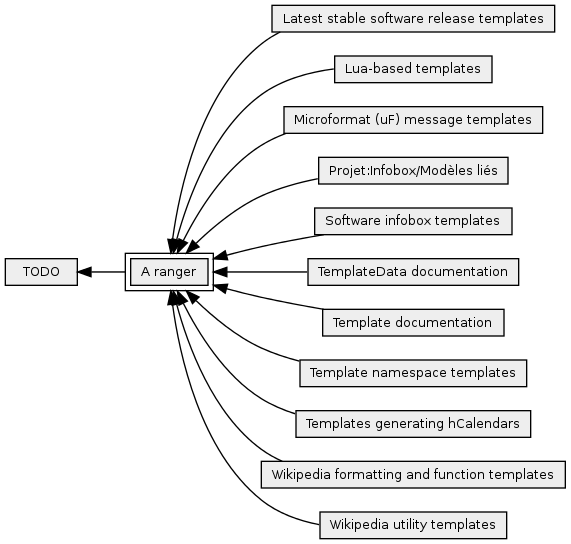 Latest stable software release templates
Lua-based templates
Microformat (uF) message templates
Projet:Infobox/Modèles liés
Software infobox templates
TODO
A ranger
TemplateData documentation
Template documentation
Template namespace templates
Templates generating hCalendars
Wikipedia formatting and function templates
Wikipedia utility templates